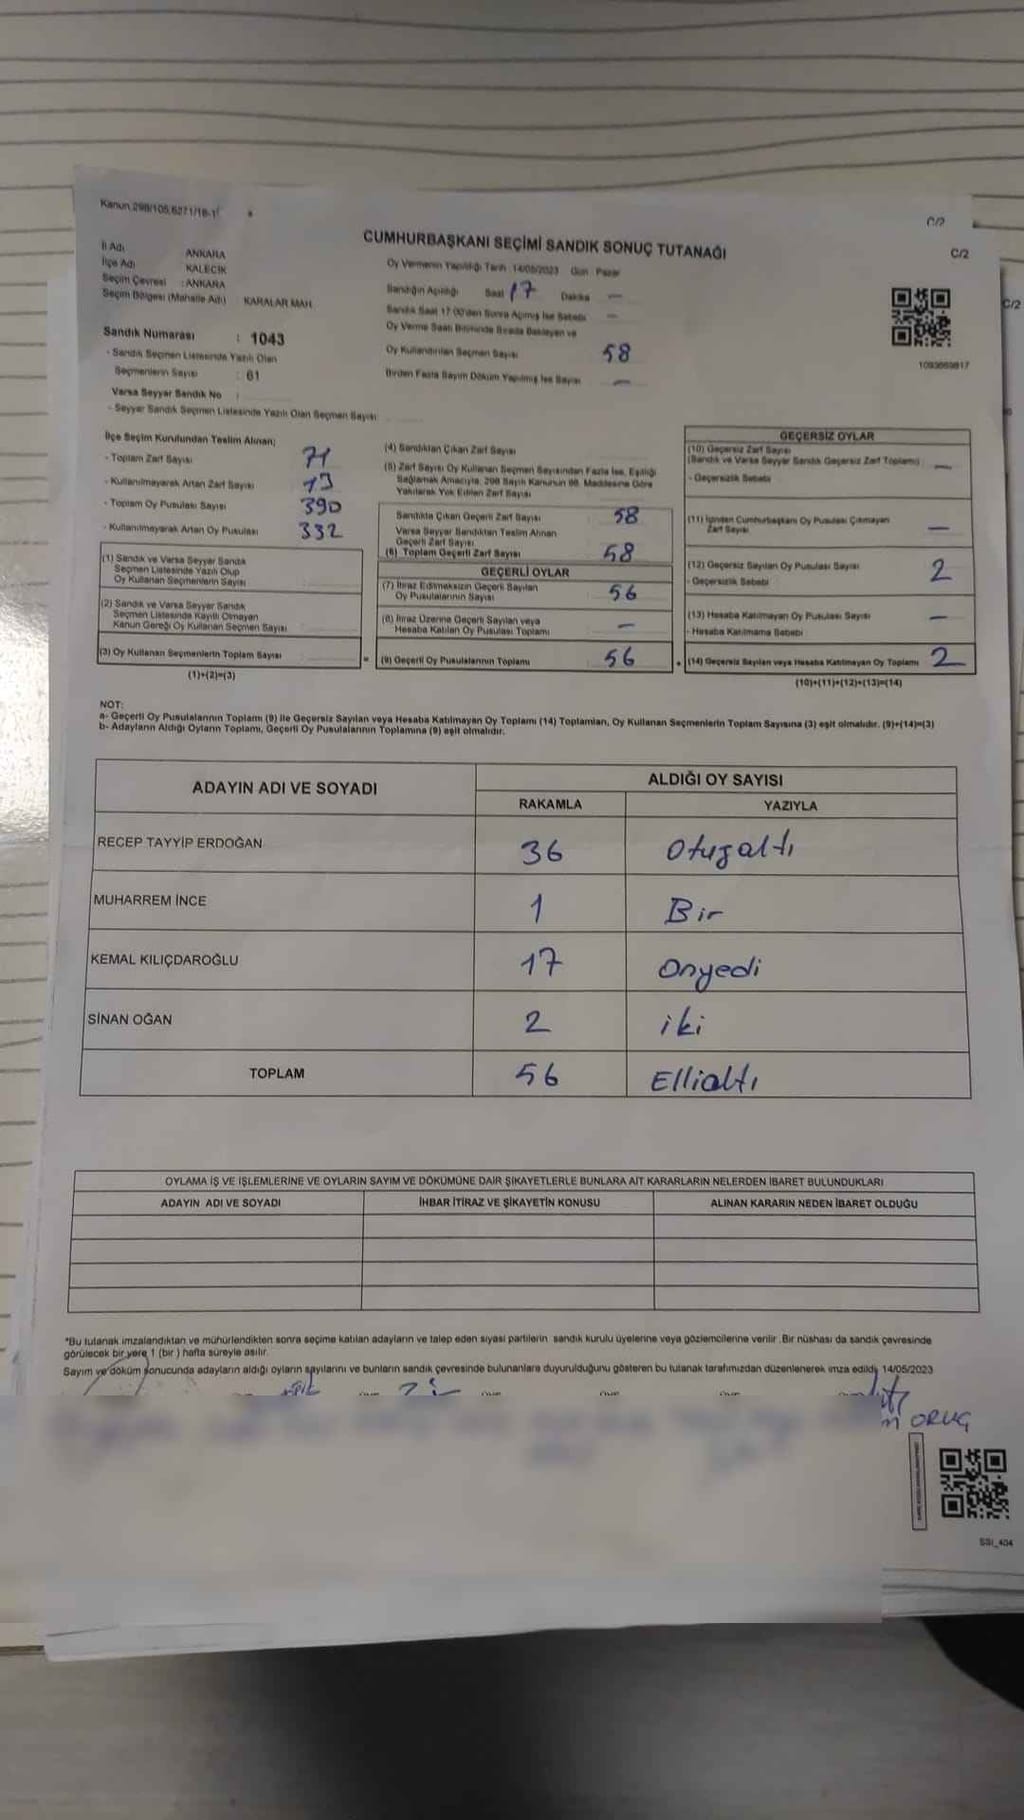 Kanun 298/105,6271/16-1
C/2
CUMHURBAŞKANI SEÇİMİ SANDIK SONUÇ TUTANAĞI
C/2
C/2
İl Adı ANKARA
İlçe Adı KALECİK
Seçim Çevresi : ANKARA
Seçim Bölgesi (Mahalle Adı) KARALAR MAH.
Oy Vermenin Yapıldığı Tarih 14/05/2023 Gün Pazar
Sandığın Açıldığı Saat 17 Dakika —
Sandık Saat 17.00'den Sonra Açılmış İse Sebebi —
Oy Verme Saati Bitiminde Sırada Bekleyen ve
Oy Kullandırılan Seçmen Sayısı 58
Birden Fazla Sayım Döküm Yapılmış İse Sayısı —
1093669817
Sandık Numarası : 1043
- Sandık Seçmen Listesinde Yazılı Olan
Seçmenlerin Sayısı : 61
Varsa Seyyar Sandık No :
- Seyyar Sandık Seçmen Listesinde Yazılı Olan Seçmen Sayısı
İlçe Seçim Kurulundan Teslim Alınan;
- Toplam Zarf Sayısı 71
- Kullanılmayarak Artan Zarf Sayısı 13
- Toplam Oy Pusulası Sayısı 390
- Kullanılmayarak Artan Oy Pusulası 332
(1) Sandık ve Varsa Seyyar Sandık
Seçmen Listesinde Yazılı Olup
Oy Kullanan Seçmenlerin Sayısı
(2) Sandık ve Varsa Seyyar Sandık
Seçmen Listesinde Kayıtlı Olmayan
Kanun Gereği Oy Kullanan Seçmen Sayısı
(3) Oy Kullanan Seçmenlerin Toplam Sayısı
(1)+(2)=(3)
(4) Sandıktan Çıkan Zarf Sayısı
(5) Zarf Sayısı Oy Kullanan Seçmen Sayısından Fazla İse, Eşitliği
Sağlamak Amacıyla, 298 Sayılı Kanunun 98. Maddesine Göre
Yakılarak Yok Edilen Zarf Sayısı
Sandıkta Çıkan Geçerli Zarf Sayısı 58
Varsa Seyyar Sandıktan Teslim Alınan
Geçerli Zarf Sayısı
(6) Toplam Geçerli Zarf Sayısı 58
GEÇERLİ OYLAR
(7) İtiraz Edilmeksizin Geçerli Sayılan
Oy Pusulalarının Sayısı 56
(8) İtiraz Üzerine Geçerli Sayılan veya
Hesaba Katılan Oy Pusulası Toplamı —
= (9) Geçerli Oy Pusulalarının Toplamı 56
GEÇERSİZ OYLAR
(10) Geçersiz Zarf Sayısı
(Sandık ve Varsa Seyyar Sandık Geçersiz Zarf Toplamı) —
- Geçersizlik Sebebi
(11) İçinden Cumhurbaşkanı Oy Pusulası Çıkmayan
Zarf Sayısı —
(12) Geçersiz Sayılan Oy Pusulası Sayısı 2
- Geçersizlik Sebebi
(13) Hesaba Katılmayan Oy Pusulası Sayısı —
- Hesaba Katılmama Sebebi
+ (14) Geçersiz Sayılan veya Hesaba Katılmayan Oy Toplamı 2
(10)+(11)+(12)+(13)=(14)
NOT:
a- Geçerli Oy Pusulalarının Toplamı (9) ile Geçersiz Sayılan veya Hesaba Katılmayan Oy Toplamı (14) Toplamları, Oy Kullanan Seçmenlerin Toplam Sayısına (3) eşit olmalıdır. (9)+(14)=(3)
b- Adayların Aldığı Oyların Toplamı, Geçerli Oy Pusulalarının Toplamına (9) eşit olmalıdır.
ADAYIN ADI VE SOYADI ALDIĞI OY SAYISI
RAKAMLA YAZIYLA
RECEP TAYYİP ERDOĞAN 36 Otuzaltı
MUHARREM İNCE 1 Bir
KEMAL KILIÇDAROĞLU 17 Onyedi
SİNAN OĞAN 2 iki
TOPLAM 56 Ellialtı
OYLAMA İŞ VE İŞLEMLERİNE VE OYLARIN SAYIM VE DÖKÜMÜNE DAİR ŞİKAYETLERLE BUNLARA AİT KARARLARIN NELERDEN İBARET BULUNDUKLARI
ADAYIN ADI VE SOYADI İHBAR İTİRAZ VE ŞİKAYETİN KONUSU ALINAN KARARIN NEDEN İBARET OLDUĞU
*Bu tutanak imzalandıktan ve mühürlendikten sonra seçime katılan adayların ve talep eden siyasi partilerin sandık kurulu üyelerine veya gözlemcilerine verilir. Bir nüshası da sandık çevresinde
görülecek bir yere 1 (bir ) hafta süreyle asılır.
Sayım ve döküm sonucunda adayların aldığı oyların sayılarını ve bunların sandık çevresinde bulunanlara duyurulduğunu gösteren bu tutanak tarafımızdan düzenlenerek imza edildi. 14/05/2023
ORUÇ
SSI_404